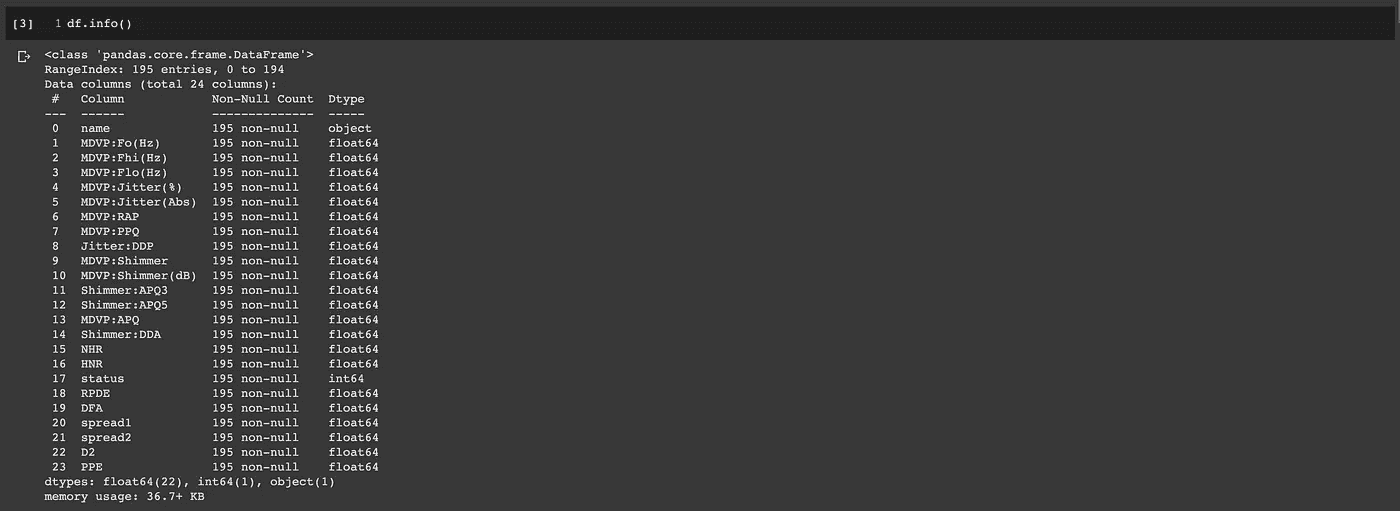 [3] 1 df.info()
<class 'pandas.core.frame.DataFrame'>
RangeIndex: 195 entries, 0 to 194
Data columns (total 24 columns):
 #   Column            Non-Null Count  Dtype
---  ------            --------------  -----
 0   name              195 non-null    object
 1   MDVP:Fo(Hz)       195 non-null    float64
 2   MDVP:Fhi(Hz)      195 non-null    float64
 3   MDVP:Flo(Hz)      195 non-null    float64
 4   MDVP:Jitter(%)    195 non-null    float64
 5   MDVP:Jitter(Abs)  195 non-null    float64
 6   MDVP:RAP          195 non-null    float64
 7   MDVP:PPQ          195 non-null    float64
 8   Jitter:DDP        195 non-null    float64
 9   MDVP:Shimmer      195 non-null    float64
 10  MDVP:Shimmer(dB)  195 non-null    float64
 11  Shimmer:APQ3      195 non-null    float64
 12  Shimmer:APQ5      195 non-null    float64
 13  MDVP:APQ          195 non-null    float64
 14  Shimmer:DDA       195 non-null    float64
 15  NHR               195 non-null    float64
 16  HNR               195 non-null    float64
 17  status            195 non-null    int64
 18  RPDE              195 non-null    float64
 19  DFA               195 non-null    float64
 20  spread1           195 non-null    float64
 21  spread2           195 non-null    float64
 22  D2                195 non-null    float64
 23  PPE               195 non-null    float64
dtypes: float64(22), int64(1), object(1)
memory usage: 36.7+ KB